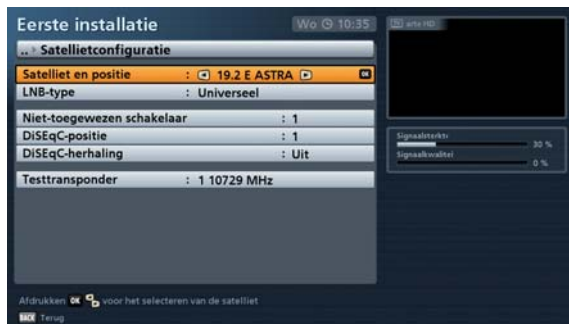 Eerste installatie
Wo 10:35
arte HD
.. › Satellietconfiguratie
Satelliet en positie : 19.2 E ASTRA OK
LNB-type : Universeel
Niet-toegewezen schakelaar : 1
DiSEqC-positie : 1
DiSEqC-herhaling : Uit
Testtransponder : 1 10729 MHz
Signaalsterkte
30 %
Signaalkwalitei
0 %
Afdrukken OK voor het selecteren van de satelliet
BACK Terug